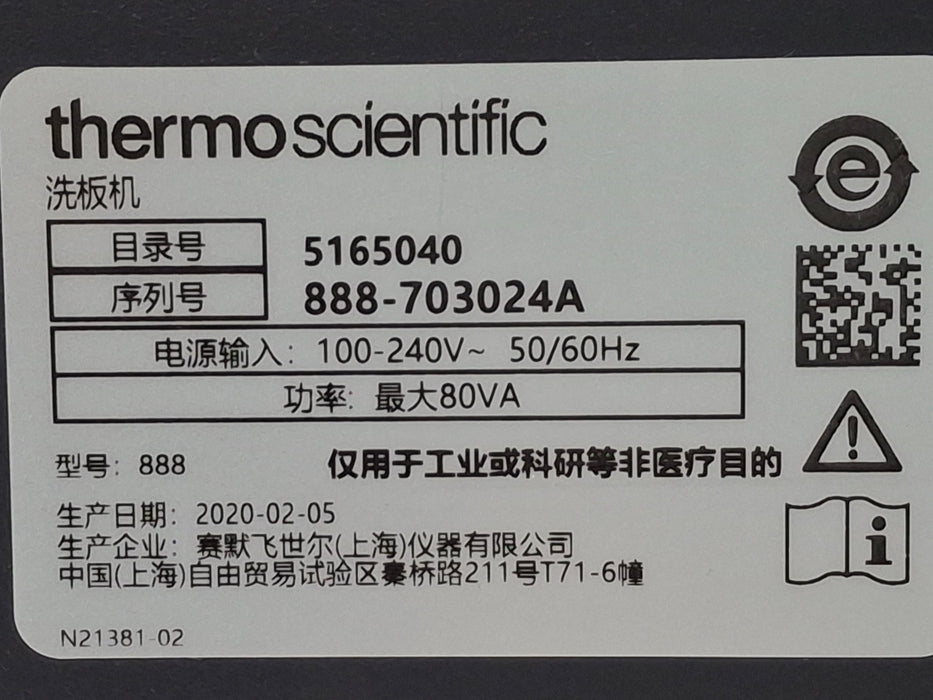 thermo scientific
洗板机
目录号 5165040
序列号 888-703024A
电源输入：100-240V~ 50/60Hz
功率: 最大80VA
型号：888 仅用于工业或科研等非医疗目的
生产日期：2020-02-05
生产企业：赛默飞世尔(上海)仪器有限公司
中国(上海)自由贸易试验区秦桥路211号T71-6幢
N21381-02